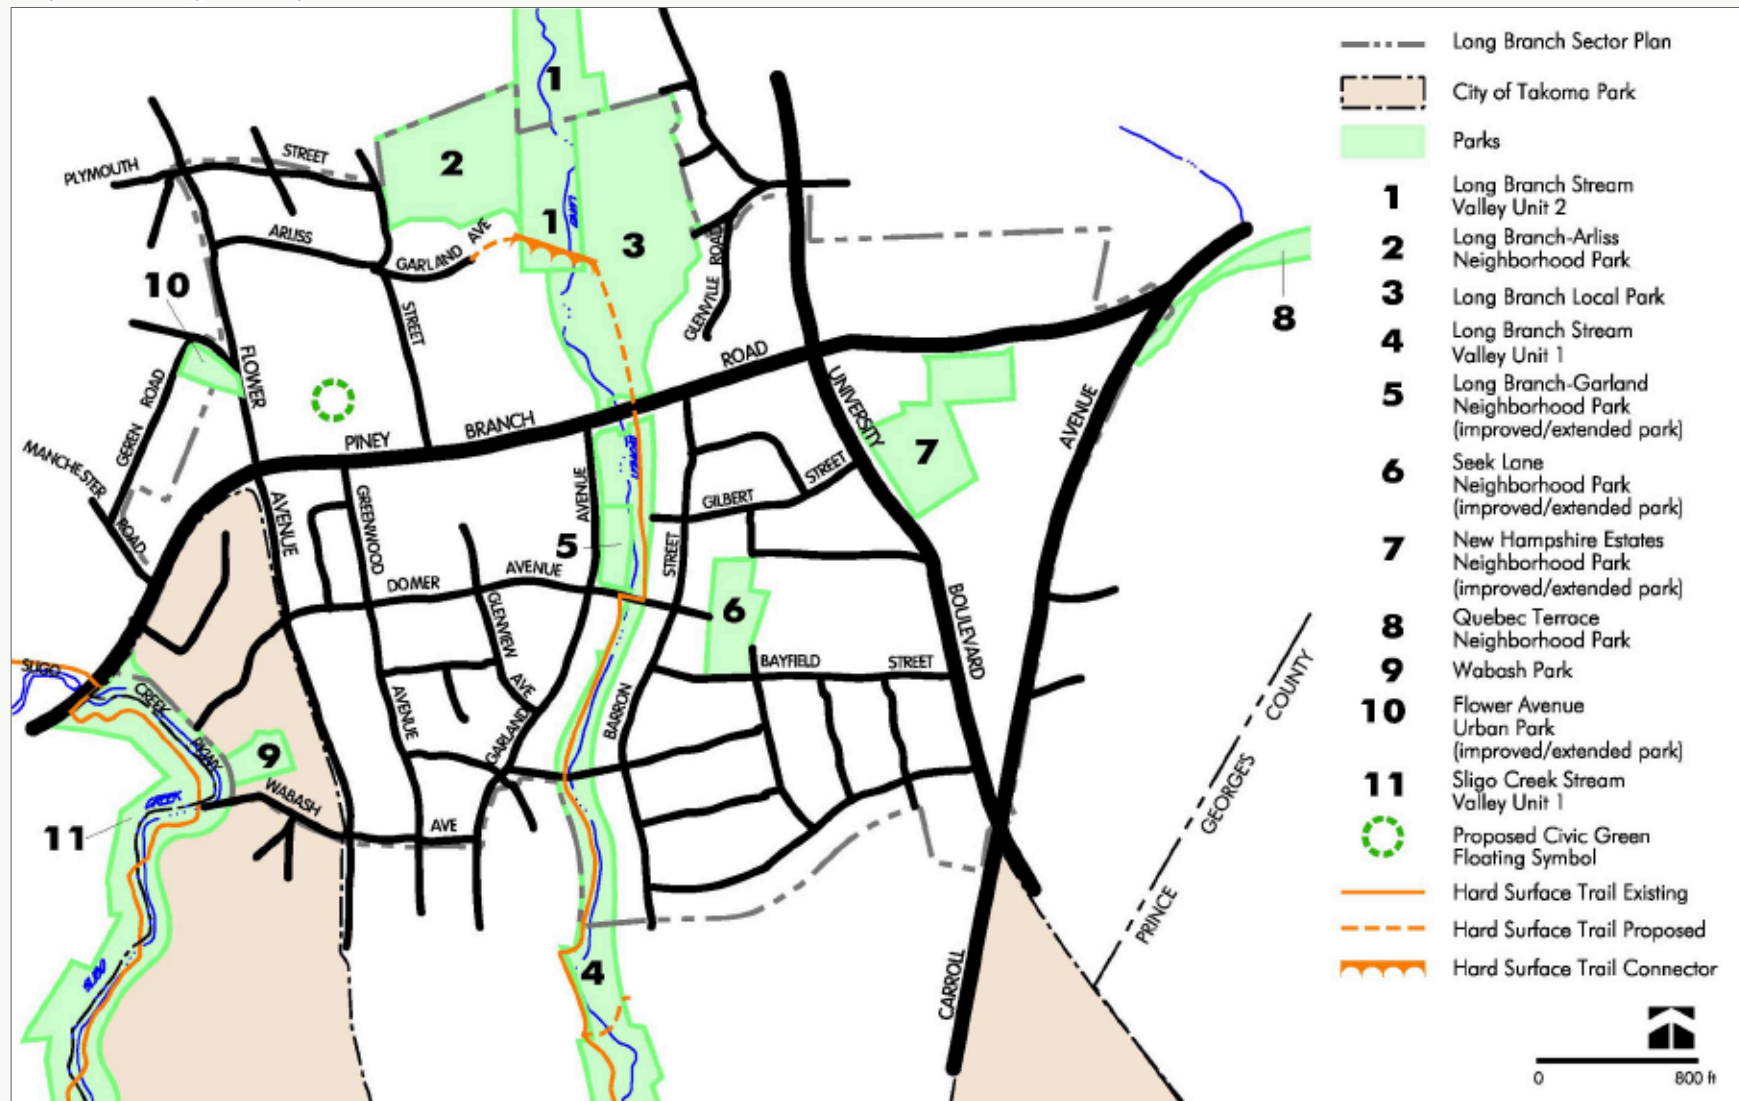 1
2
1
3
PLYMOUTH
STREET
ARLISS
STREET
GARLAND AVE
LONG
GLENVILLE ROAD
10
8
FLOWER
AVENUE
GEREN ROAD
MANCHESTER
ROAD
PINEY
BRANCH
ROAD
UNIVERSITY
BOULEVARD
7
AVENUE
CARROLL
GREENWOOD
AVENUE
AVENUE
GARLAND
5
BRANCH
GILBERT
STREET
STREET
BARRON
DOMER
AVENUE
GLENVIEW
AVE
6
BAYFIELD
STREET
SLIGO
CREEK
PKWY
9
WABASH
AVE
CREEK
11
SLIGO
4
PRINCE
GEORGE'S
COUNTY
Long Branch Sector Plan
City of Takoma Park
Parks
1 Long Branch Stream
Valley Unit 2
2 Long Branch-Arliss
Neighborhood Park
3 Long Branch Local Park
4 Long Branch Stream
Valley Unit 1
5 Long Branch-Garland
Neighborhood Park
(improved/extended park)
6 Seek Lane
Neighborhood Park
(improved/extended park)
7 New Hampshire Estates
Neighborhood Park
(improved/extended park)
8 Quebec Terrace
Neighborhood Park
9 Wabash Park
10 Flower Avenue
Urban Park
(improved/extended park)
11 Sligo Creek Stream
Valley Unit 1
Proposed Civic Green
Floating Symbol
Hard Surface Trail Existing
Hard Surface Trail Proposed
Hard Surface Trail Connector
0 800 ft